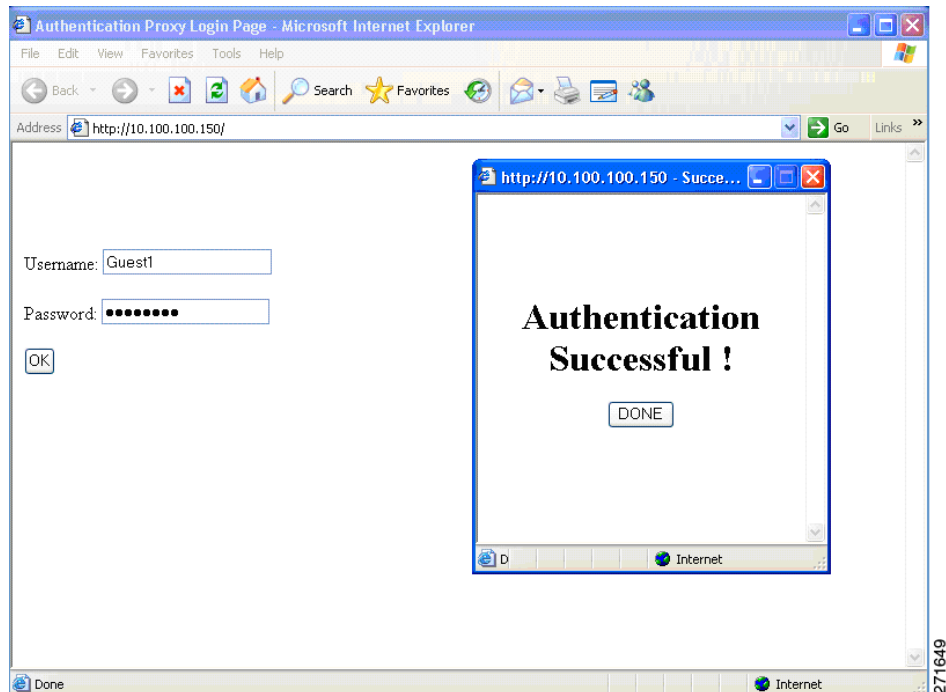 Authentication Proxy Login Page - Microsoft Internet Explorer
File Edit View Favorites Tools Help
Back Search Favorites
Address http://10.100.100.150/ Go Links »
http://10.100.100.150 - Succe...
Username: Guest1
Password: ●●●●●●●●
OK
Authentication
Successful !
DONE
D Internet
Done Internet
271649